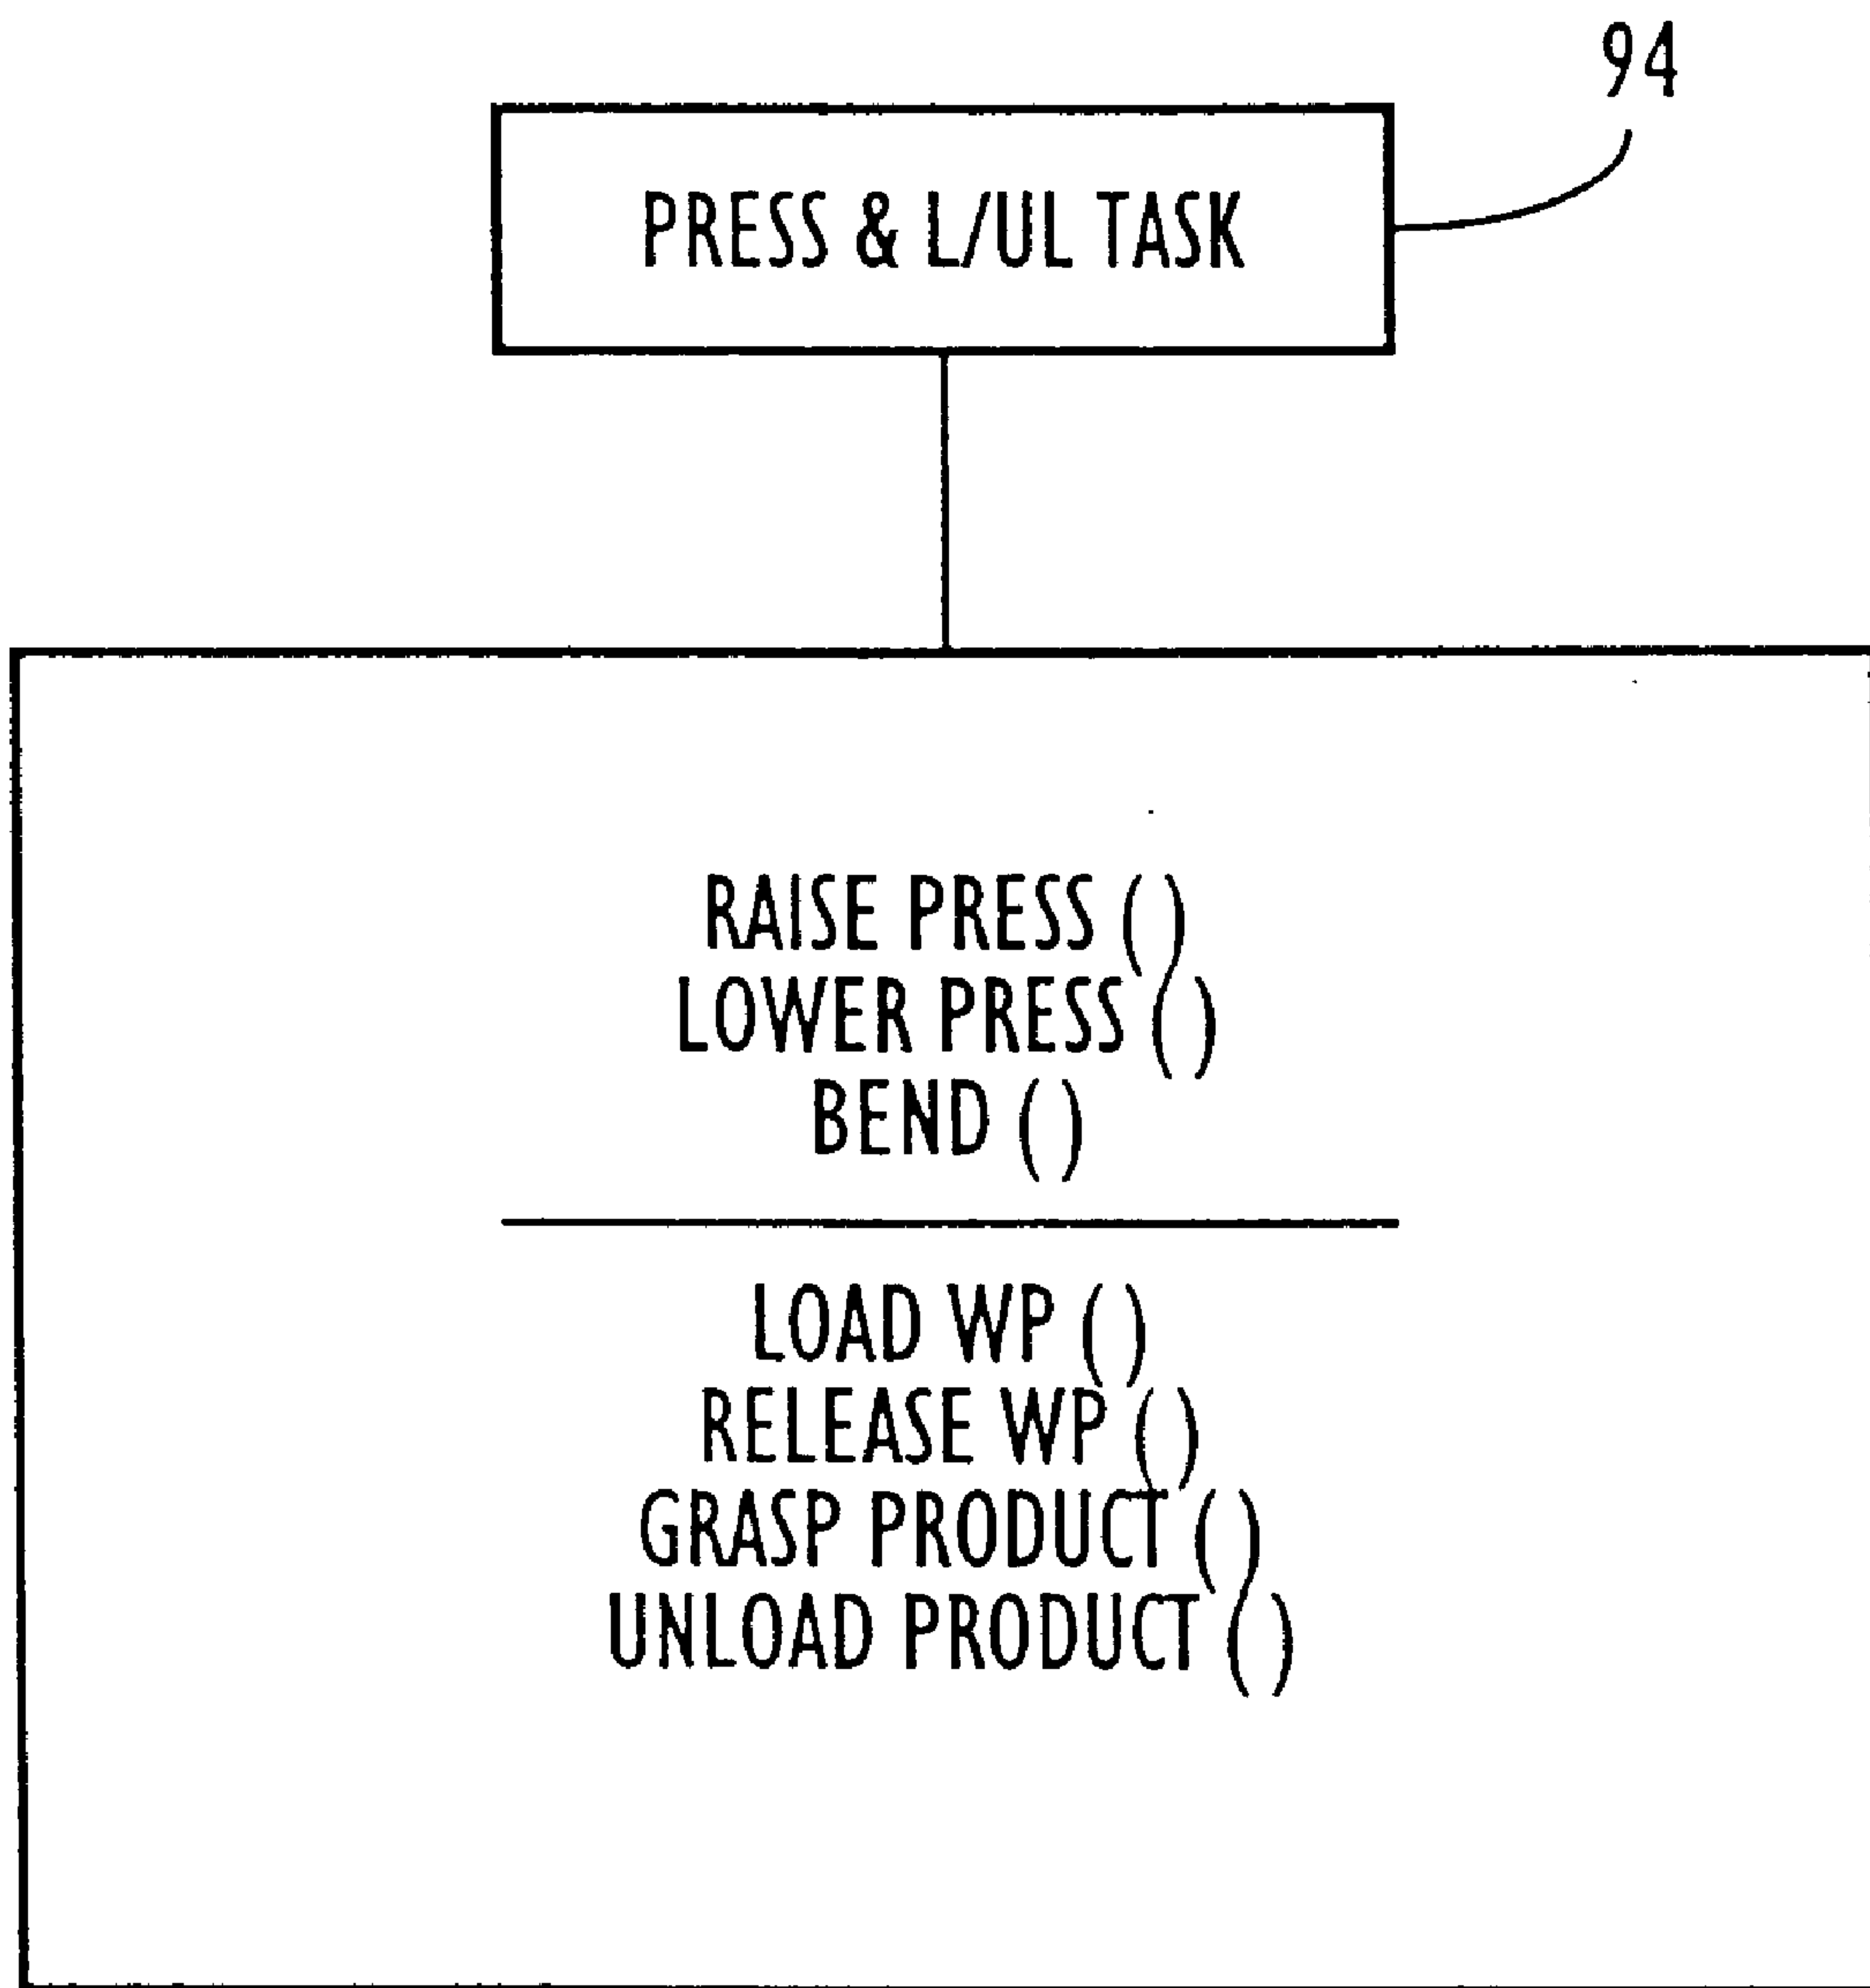 94
PRESS & L/UL TASK
RAISE PRESS ( )
LOWER PRESS ( )
BEND ( )
LOAD WP ( )
RELEASE WP ( )
GRASP PRODUCT ( )
UNLOAD PRODUCT ( )